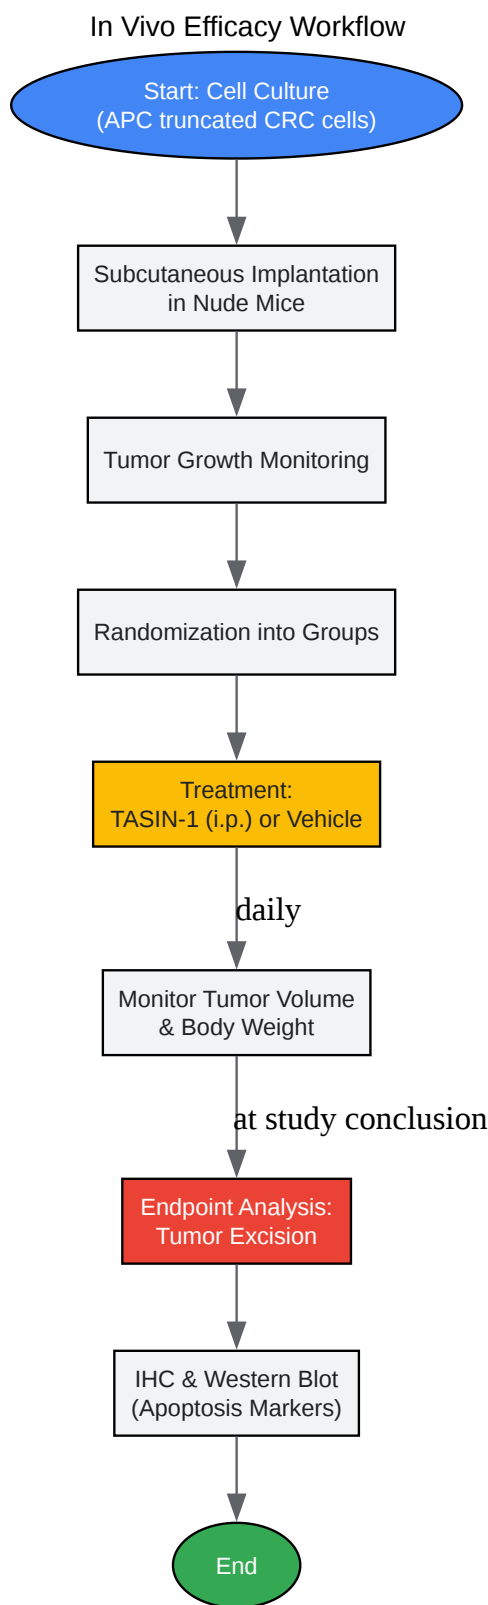 In Vivo Efficacy Workflow
Start: Cell Culture
(APC truncated CRC cells)
Subcutaneous Implantation
in Nude Mice
Tumor Growth Monitoring
Randomization into Groups
Treatment:
TASIN-1 (i.p.) or Vehicle
daily
Monitor Tumor Volume
& Body Weight
at study conclusion
Endpoint Analysis:
Tumor Excision
IHC & Western Blot
(Apoptosis Markers)
End